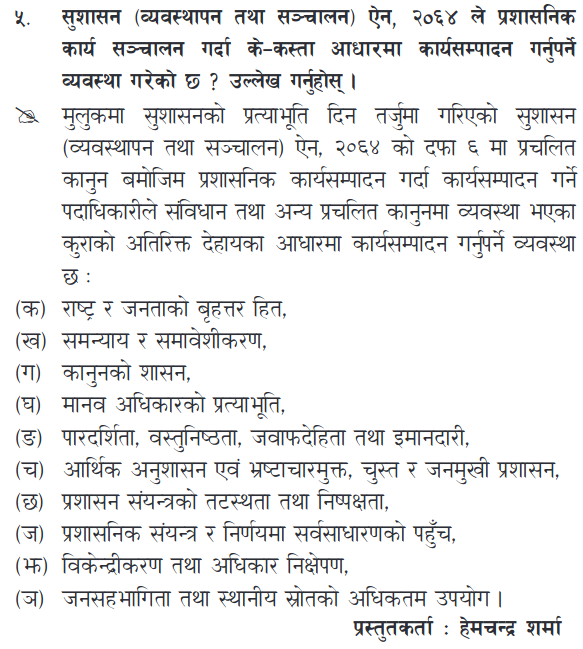 ५. सुशासन (व्यवस्थापन तथा सञ्चालन) ऐन, २०६४ ले प्रशासनिक
कार्य सञ्चालन गर्दा के-कस्ता आधारमा कार्यसम्पादन गर्नुपर्ने
व्यवस्था गरेको छ ? उल्लेख गर्नुहोस् ।
मुलुकमा सुशासनको प्रत्याभूति दिन तर्जुमा गरिएको सुशासन
(व्यवस्थापन तथा सञ्चालन) ऐन, २०६४ को दफा ६ मा प्रचलित
कानुन बमोजिम प्रशासनिक कार्यसम्पादन गर्दा कार्यसम्पादन गर्ने
पदाधिकारीले संविधान तथा अन्य प्रचलित कानुनमा व्यवस्था भएका
कुराको अतिरिक्त देहायका आधारमा कार्यसम्पादन गर्नुपर्ने व्यवस्था
छ :
(क) राष्ट्र र जनताको बृहत्तर हित,
(ख) समन्याय र समावेशीकरण,
(ग) कानुनको शासन,
(घ) मानव अधिकारको प्रत्याभूति,
(ङ) पारदर्शिता, वस्तुनिष्ठता, जवाफदेहिता तथा इमानदारी,
(च) आर्थिक अनुशासन एवं भ्रष्टाचारमुक्त, चुस्त र जनमुखी प्रशासन,
(छ) प्रशासन संयन्त्रको तटस्थता तथा निष्पक्षता,
(ज) प्रशासनिक संयन्त्र र निर्णयमा सर्वसाधारणको पहुँच,
(झ) विकेन्द्रीकरण तथा अधिकार निक्षेपण,
(ञ) जनसहभागिता तथा स्थानीय स्रोतको अधिकतम उपयोग ।
प्रस्तुतकर्ता : हेमचन्द्र शर्मा